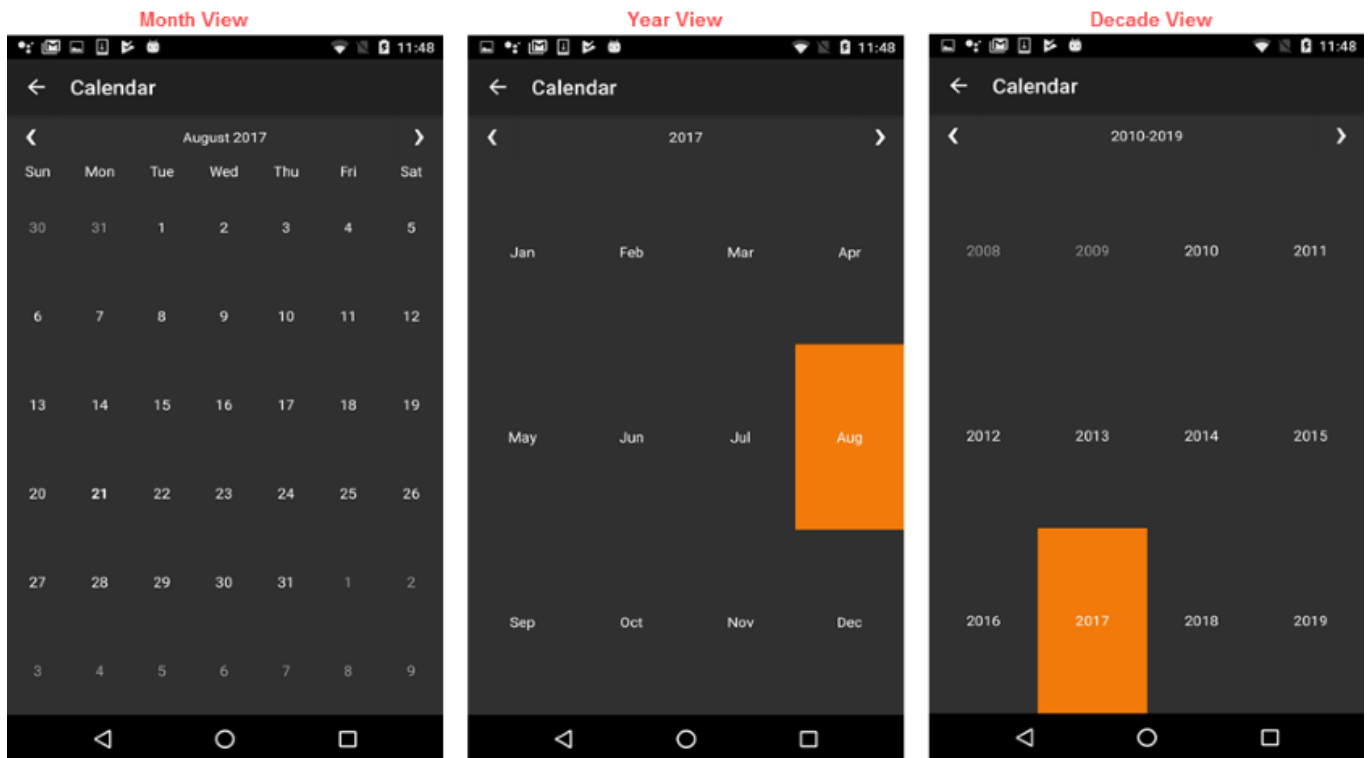 Month View
11:48
Calendar
August 2017
Sun Mon Tue Wed Thu Fri Sat
30 31 1 2 3 4 5
6 7 8 9 10 11 12
13 14 15 16 17 18 19
20 21 22 23 24 25 26
27 28 29 30 31 1 2
3 4 5 6 7 8 9
Year View
11:48
Calendar
2017
Jan Feb Mar Apr
May Jun Jul Aug
Sep Oct Nov Dec
Decade View
11:48
Calendar
2010-2019
2008 2009 2010 2011
2012 2013 2014 2015
2016 2017 2018 2019